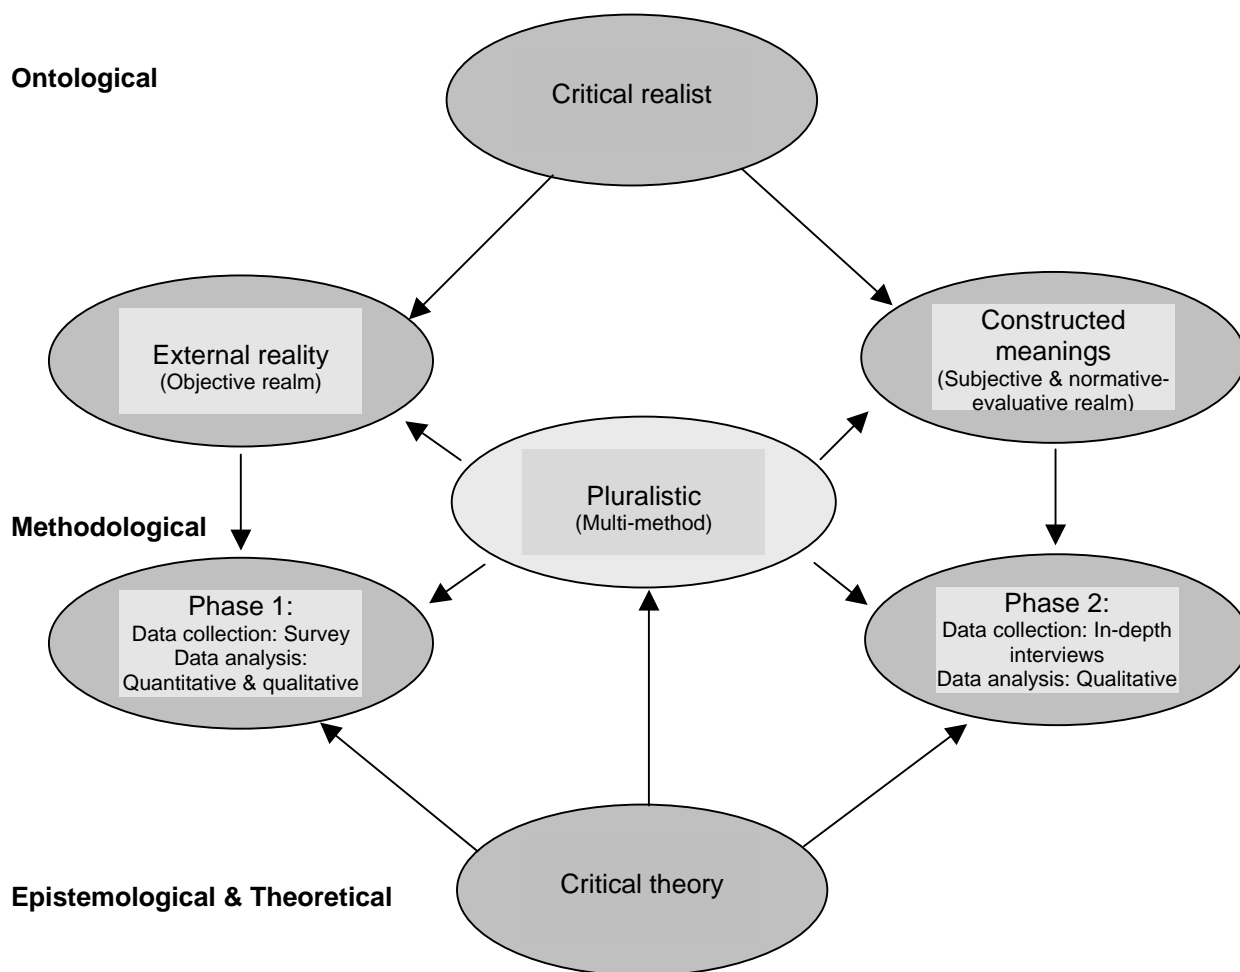 Ontological
Critical realist
External reality
(Objective realm)
Constructed
meanings
(Subjective & normative-
evaluative realm)
Pluralistic
(Multi-method)
Methodological
Phase 1:
Data collection: Survey
Data analysis:
Quantitative & qualitative
Phase 2:
Data collection: In-depth
interviews
Data analysis: Qualitative
Critical theory
Epistemological & Theoretical